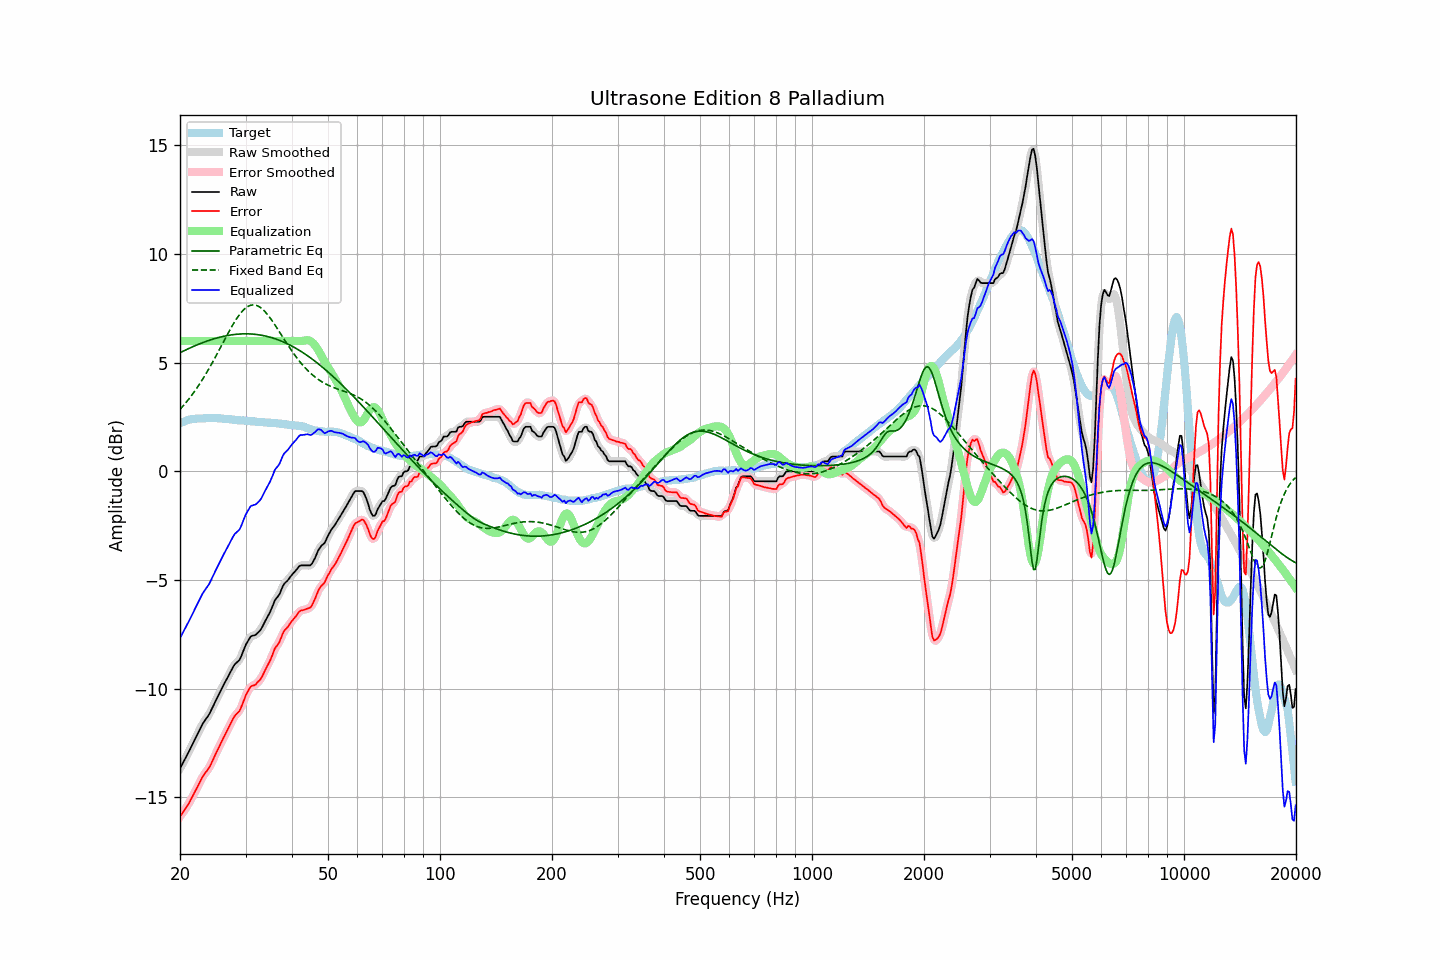 Ultrasone Edition 8 Palladium
Target
Raw Smoothed
Error Smoothed
Raw
Error
Equalization
Parametric Eq
Fixed Band Eq
Equalized
15
10
5
0
−5
−10
−15
Amplitude (dBr)
20 50 100 200 500 1000 2000 5000 10000 20000
Frequency (Hz)